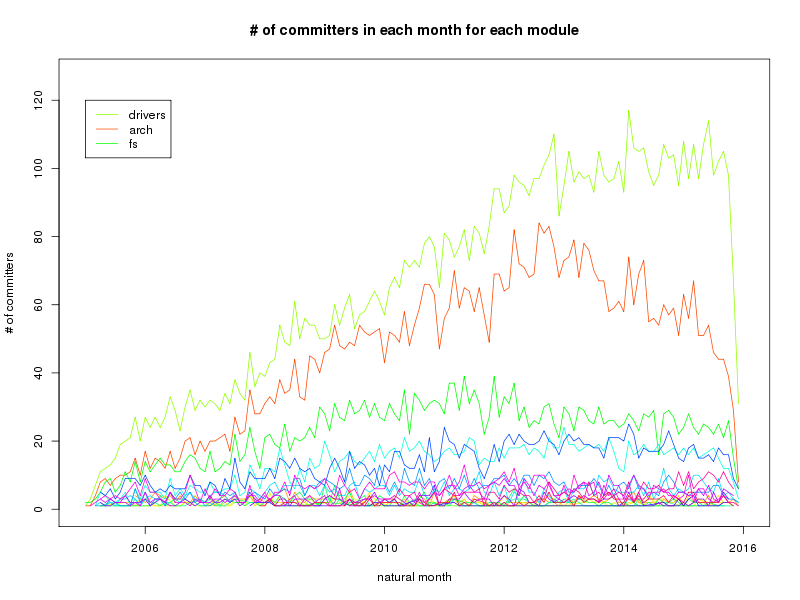 # of committers in each month for each module
# of committers
120
100
80
60
40
20
0
drivers
arch
fs
2006 2008 2010 2012 2014 2016
natural month